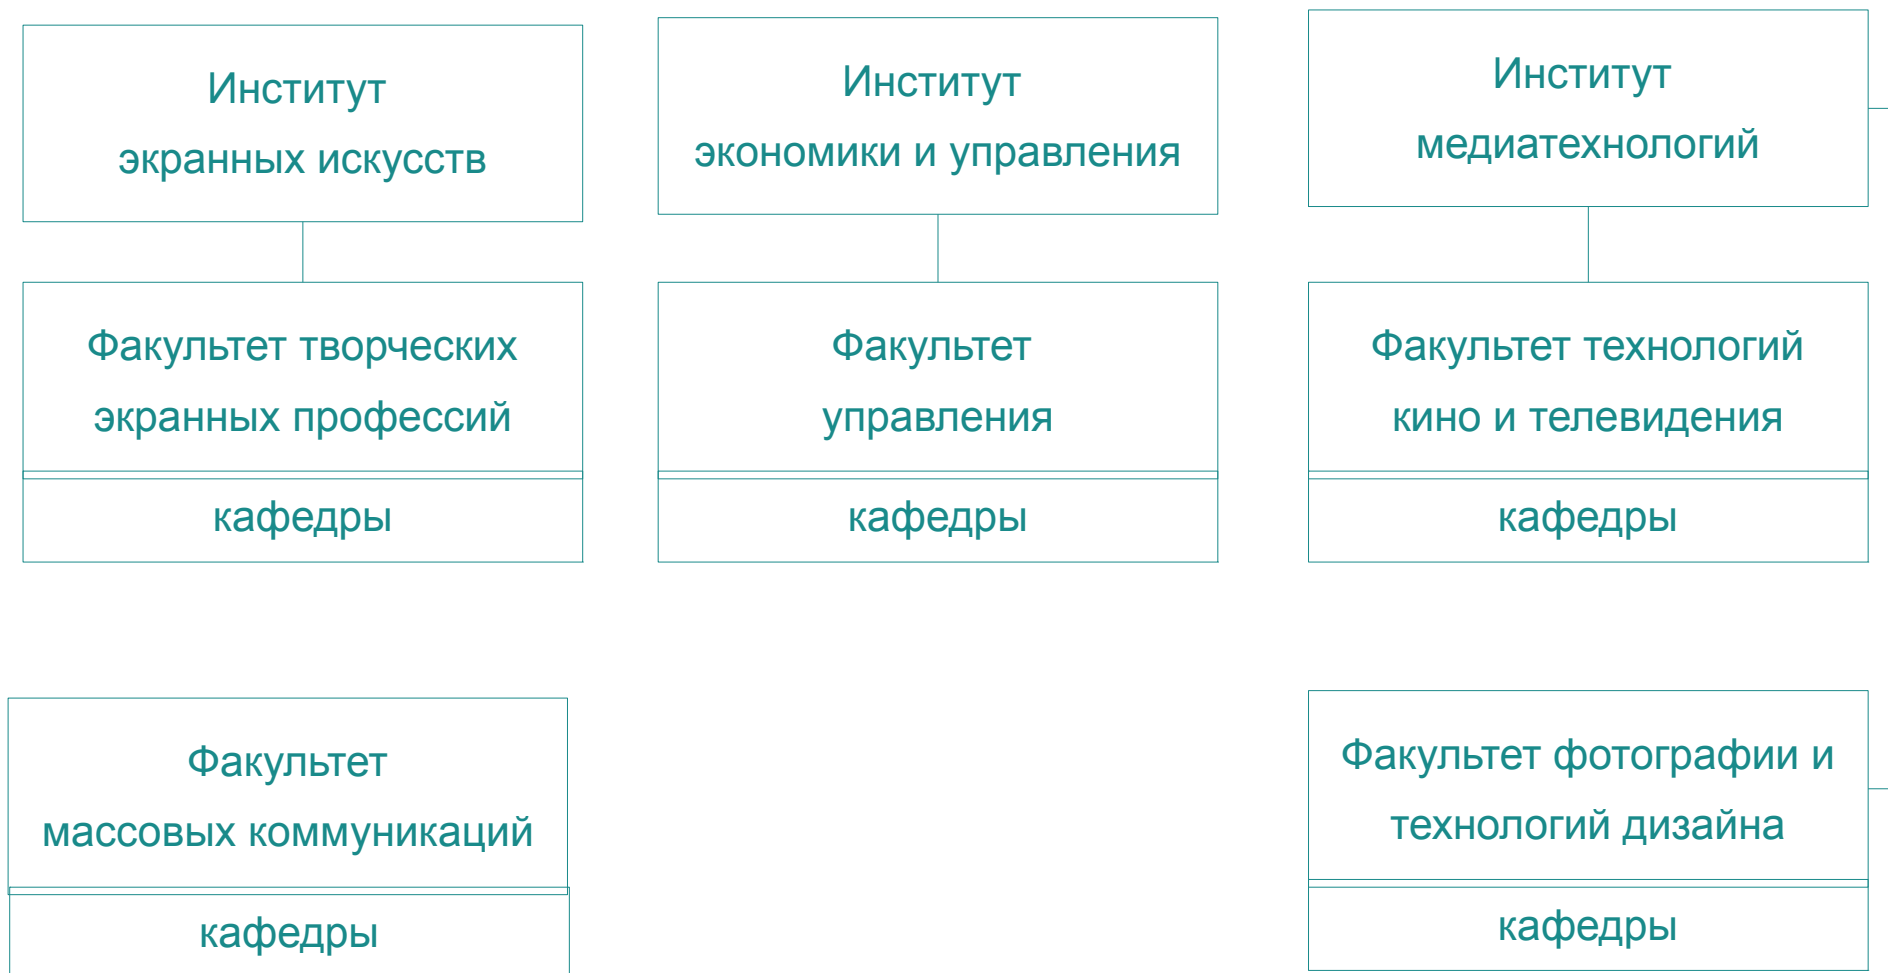 Институт
экранных искусств
Институт
экономики и управления
Институт
медиатехнологий
Факультет творческих
экранных профессий
кафедры
Факультет
управления
кафедры
Факультет технологий
кино и телевидения
кафедры
Факультет
массовых коммуникаций
кафедры
Факультет фотографии и
технологий дизайна
кафедры